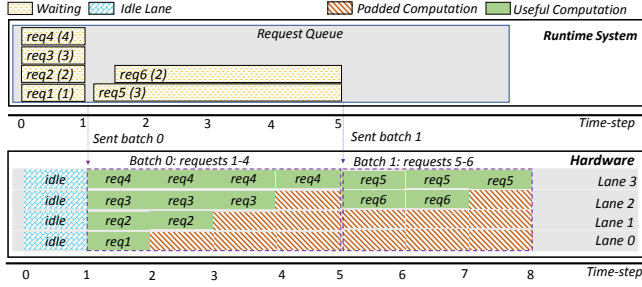 Waiting Idle Lane Padded Computation Useful Computation
req4 (4) Request Queue Runtime System
req3 (3)
req2 (2) req6 (2)
req1 (1) req5 (3)
0 1 2 3 5 Time-step
Sent batch 0 Sent batch 1
Batch 0: requests 1-4 Batch 1: requests 5-6 Hardware
idle req4 req4 req4 req4 req5 req5 req5 Lane 3
idle req3 req3 req3 req6 req6 Lane 2
idle req2 req2 Lane 1
idle req1 Lane 0
0 1 2 3 4 5 6 7 8 Time-step